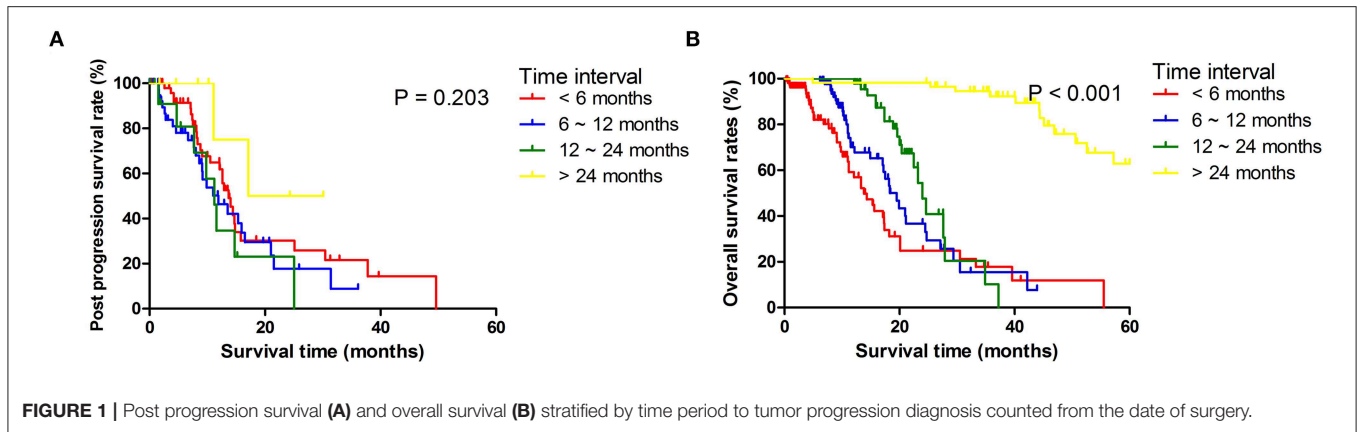 A
Post progression survival rate (%)
100
80
60
40
20
0
0 20 40 60
Survival time (months)
P = 0.203
Time interval
< 6 months
6 ~ 12 months
12 ~ 24 months
> 24 months
B
Overall survival rates (%)
100
80
60
40
20
0
0 20 40 60
Survival time (months)
P < 0.001
Time interval
< 6 months
6 ~ 12 months
12 ~ 24 months
> 24 months
FIGURE 1 | Post progression survival (A) and overall survival (B) stratified by time period to tumor progression diagnosis counted from the date of surgery.